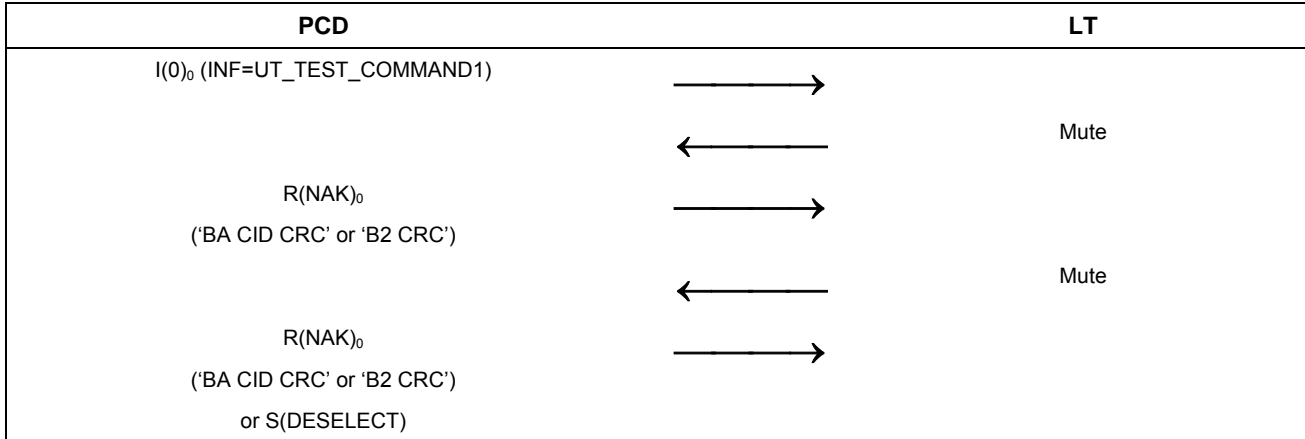 PCD LT
I(0)₀ (INF=UT_TEST_COMMAND1)
Mute
R(NAK)₀
(‘BA CID CRC’ or ‘B2 CRC’)
Mute
R(NAK)₀
(‘BA CID CRC’ or ‘B2 CRC’)
or S(DESELECT)